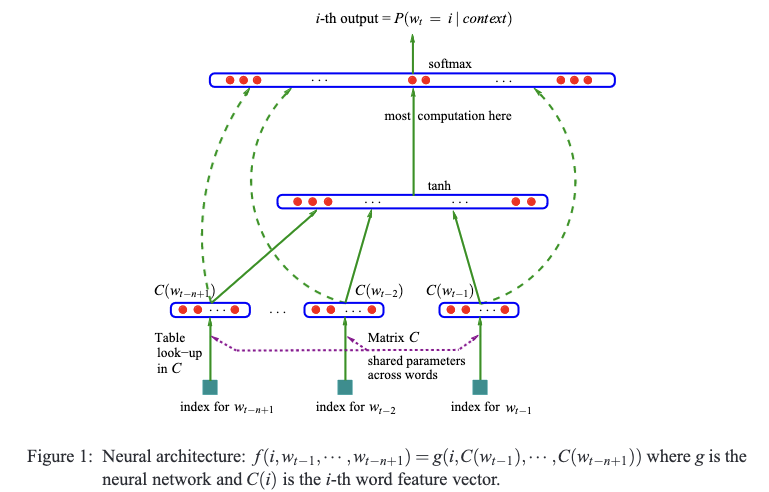 i-th output = P(w_t = i | context)
softmax
. . .
. . .
most computation here
tanh
. . .
. . .
C(w_{t−n+1})
C(w_{t−2})
C(w_{t−1})
. . .
. . .
. . .
. . .
Table
look−up
in C
Matrix C
shared parameters
across words
index for w_{t−n+1}
index for w_{t−2}
index for w_{t−1}
Figure 1: Neural architecture: f(i,w_{t−1},··· ,w_{t−n+1}) = g(i,C(w_{t−1}),··· ,C(w_{t−n+1})) where g is the
neural network and C(i) is the i-th word feature vector.